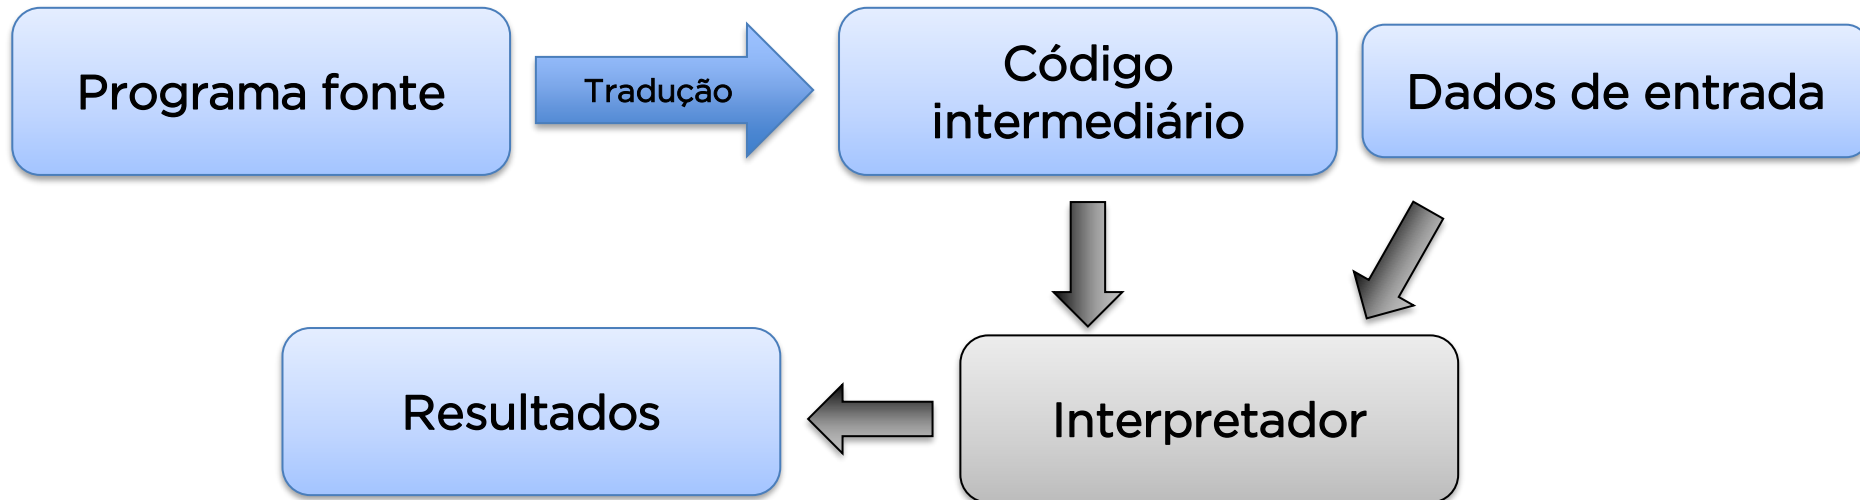 Programa fonte
Tradução
Código
intermediário
Dados de entrada
Resultados
Interpretador